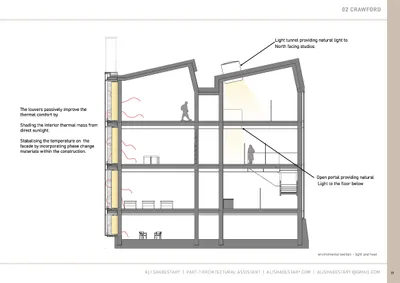 02 CRAWFORD
Light tunnel providing natural light to
North facing studios.
The louvers passively improve the
thermal comfort by
Shading the interior thermal mass from
direct sunlight.
Stabalising the temperature on the
facade by incorporating phase change
materials within the construction.
Open portal providing natural
Light to the floor below
environmental section - light and heat
ALI SHABESTARY | PART 1 ARCHITECTURAL ASSISTANT | ALISHABESTARY.COM | ALISHABESTARY@GMAIL.COM